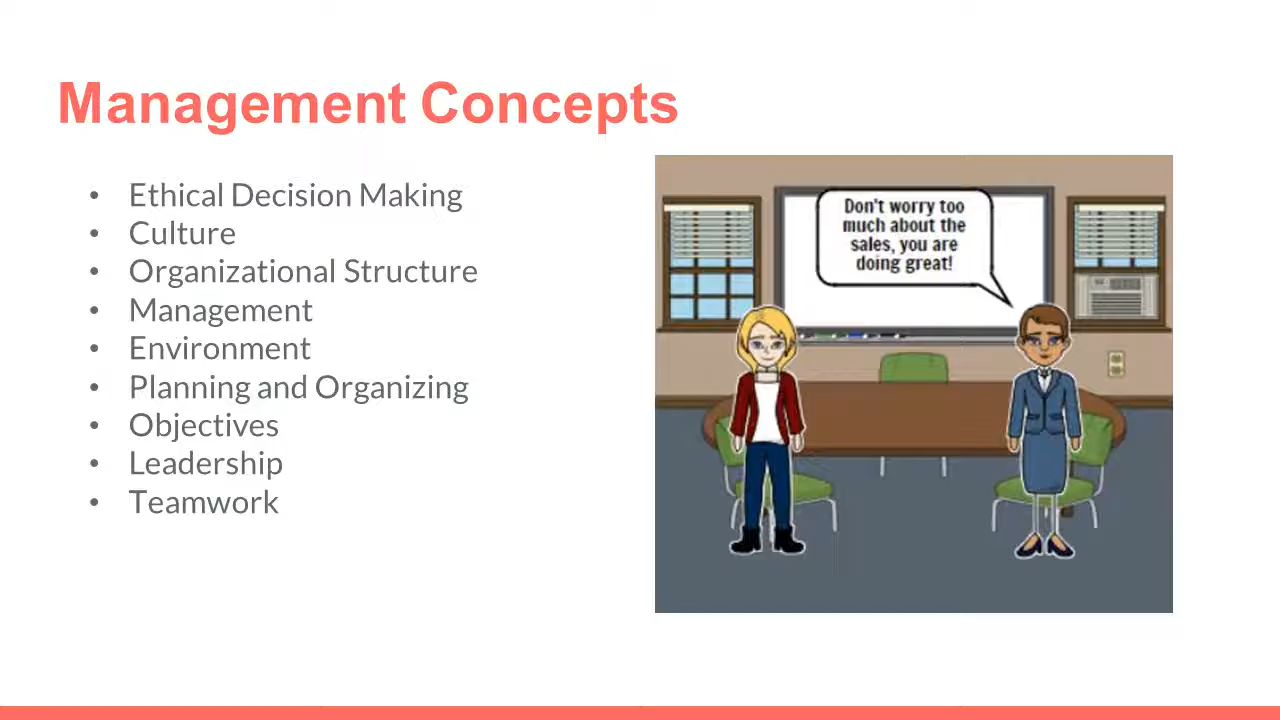 Management Concepts
• Ethical Decision Making
• Culture
• Organizational Structure
• Management
• Environment
• Planning and Organizing
• Objectives
• Leadership
• Teamwork
Don't worry too
much about the
sales, you are
doing great!